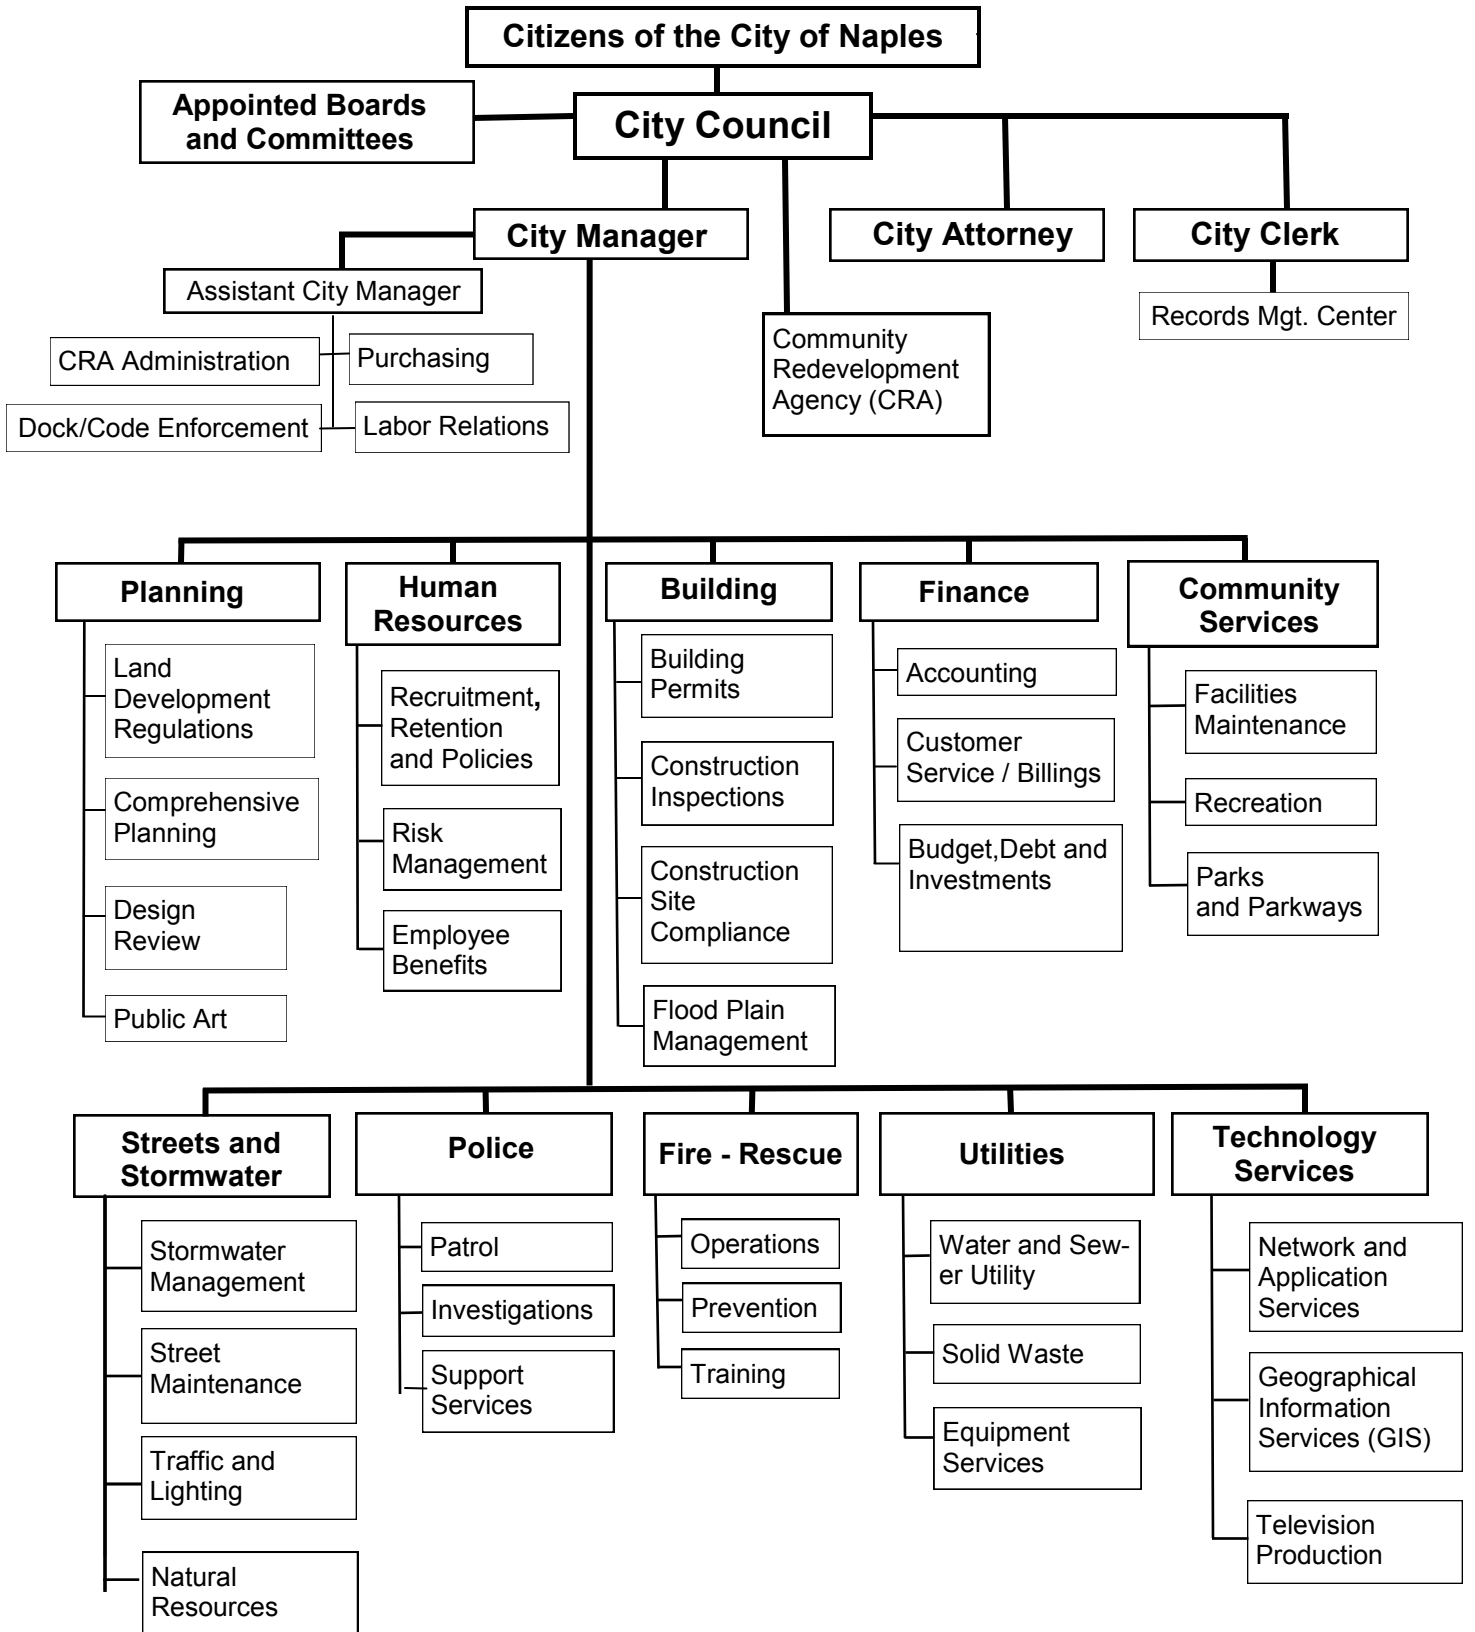 Citizens of the City of Naples
Appointed Boards
and Committees
City Council
City Manager
City Attorney
City Clerk
Assistant City Manager
Records Mgt. Center
CRA Administration
Purchasing
Dock/Code Enforcement
Labor Relations
Community
Redevelopment
Agency (CRA)
Planning
Land
Development
Regulations
Comprehensive
Planning
Design
Review
Public Art
Human
Resources
Recruitment,
Retention
and Policies
Risk
Management
Employee
Benefits
Building
Building
Permits
Construction
Inspections
Construction
Site
Compliance
Flood Plain
Management
Finance
Accounting
Customer
Service / Billings
Budget,Debt and
Investments
Community
Services
Facilities
Maintenance
Recreation
Parks
and Parkways
Streets and
Stormwater
Stormwater
Management
Street
Maintenance
Traffic and
Lighting
Natural
Resources
Police
Patrol
Investigations
Support
Services
Fire - Rescue
Operations
Prevention
Training
Utilities
Water and Sew-
er Utility
Solid Waste
Equipment
Services
Technology
Services
Network and
Application
Services
Geographical
Information
Services (GIS)
Television
Production